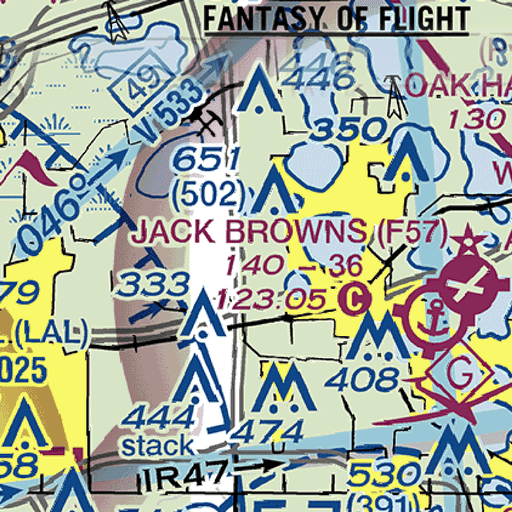 FANTASY OF FLIGHT
446
49
OAK HA
130
V 533
350
651
(502)
046°
JACK BROWNS (F57)
140 - 36
123.05 C
333
79
L (LAL)
025
408
G
444
stack
474
58
IR47
530
(391)